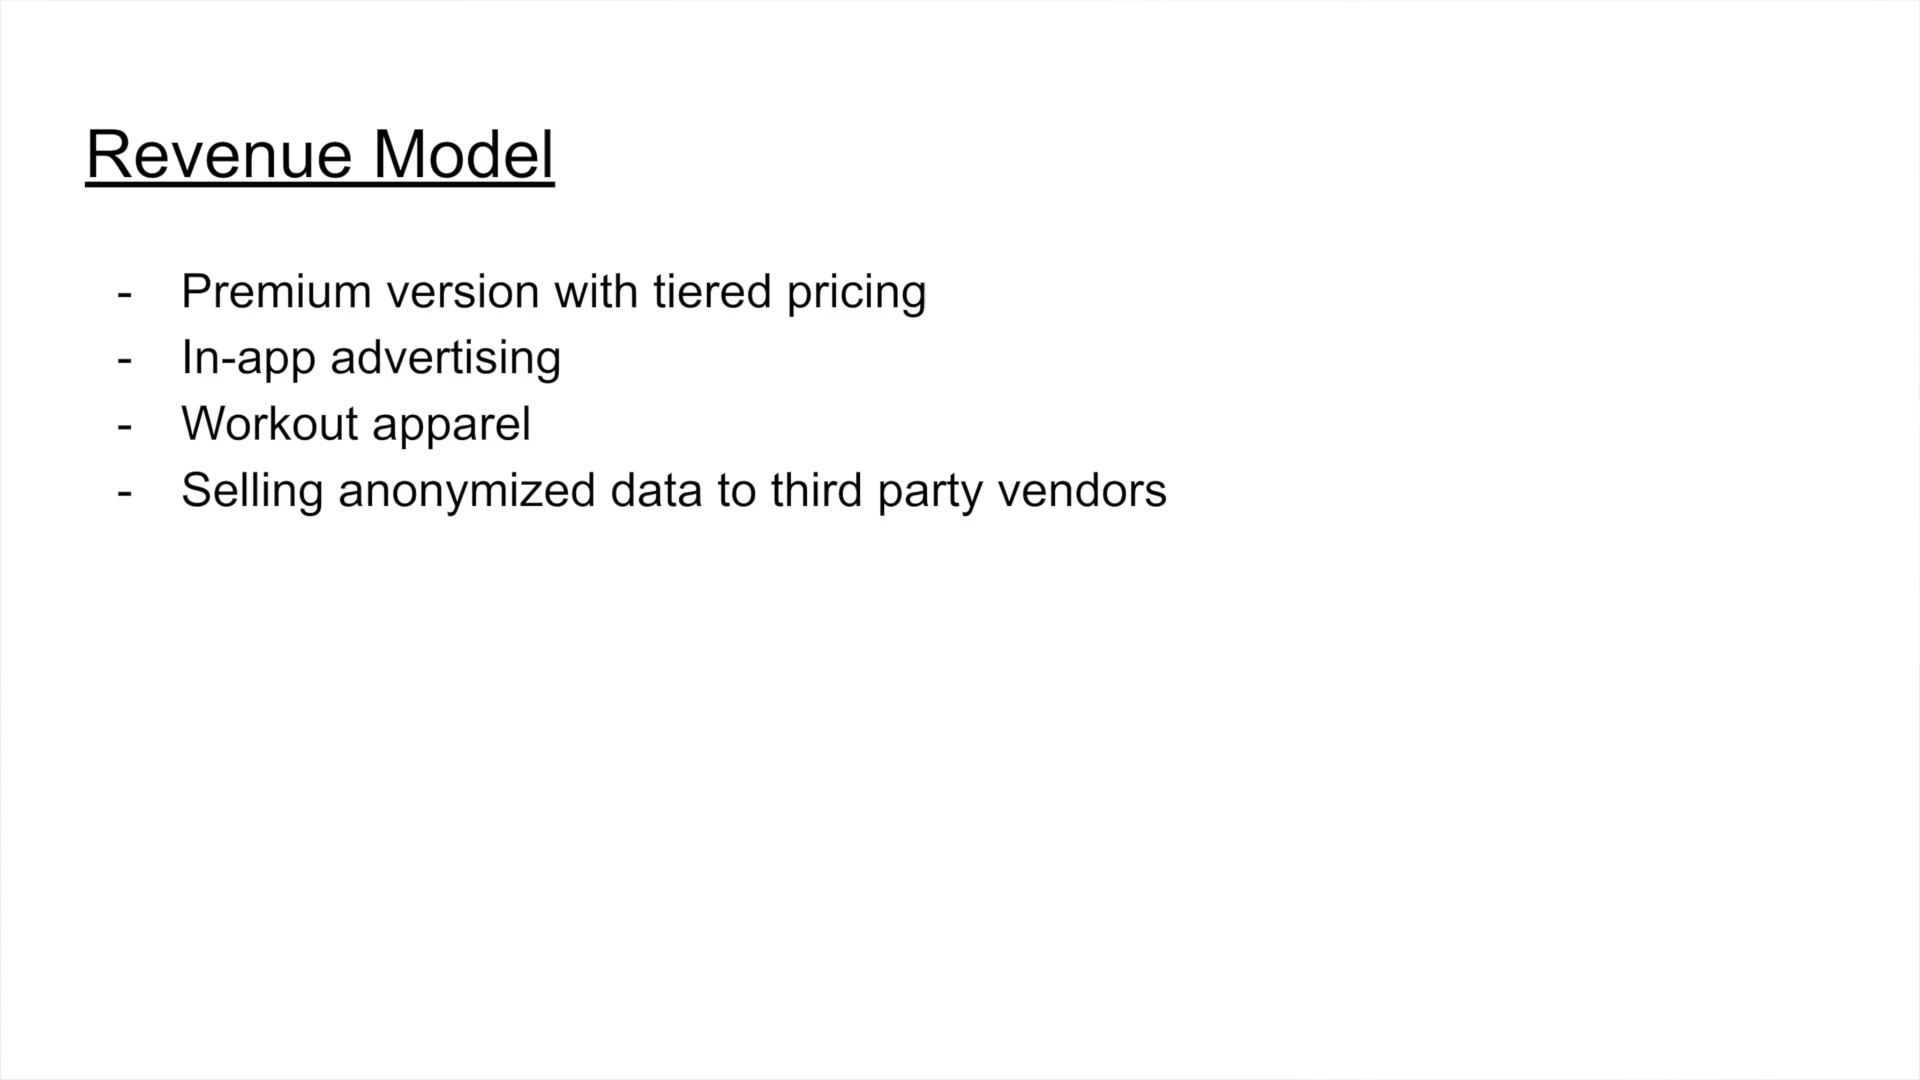 Revenue Model
- Premium version with tiered pricing
- In-app advertising
- Workout apparel
- Selling anonymized data to third party vendors